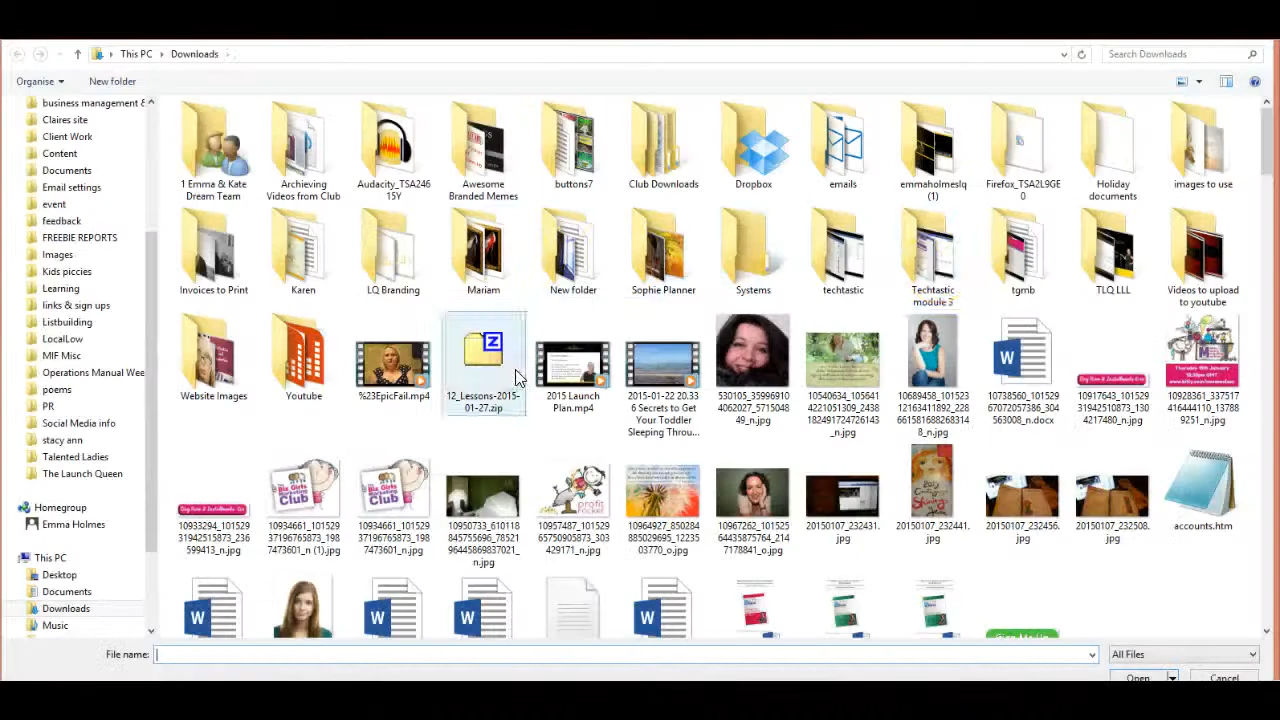 This PC
Downloads
Search Downloads
Organise
New folder
business management &
Claires site
Client Work
Content
Documents
Email settings
event
feedback
FREEBIE REPORTS
Images
Kids piccies
Learning
links & sign ups
Listbuilding
LocalLow
MIF Misc
Operations Manual Wee
poems
PR
Social Media info
stacy ann
Talented Ladies
The Launch Queen
Homegroup
Emma Holmes
This PC
Desktop
Documents
Downloads
Music
1 Emma & Kate
Dream Team
Archieving
Videos from Club
Audacity_TSA246
15Y
Awesome
Branded Memes
buttons7
Club Downloads
Dropbox
emails
emmaholmeslq
(1)
Firefox_TSA2L9GE
0
Holiday
documents
images to use
Invoices to Print
Karen
LQ Branding
Mariam
New folder
Sophie Planner
Systems
techtastic
Techtastic
module 3
tgmb
TLQ LLL
Videos to upload
to youtube
Website Images
Youtube
%23EpicFail.mp4
12_Lessons-2015-
01-27.zip
2015 Launch
Plan.mp4
2015-01-22 20.33
6 Secrets to Get
Your Toddler
Sleeping Throu...
530105_35996910
4062027_5715048
49_n.jpg
10540634_105641
4221051309_2438
182491724726143
_n.jpg
10689458_101523
12163411892_228
661581688268314
8_n.jpg
10738560_101529
67072057386_304
563008_n.docx
10917643_101529
31942510873_130
4217480_n.jpg
10928361_337517
416444110_13788
9251_n.jpg
10933294_101529
31942515873_236
599413_n.jpg
10934661_101529
37196765873_198
7473601_n (1).jpg
10934661_101529
37196765873_198
7473601_n.jpg
10950733_610118
845755696_78521
96445869837021_
n.jpg
10957487_101529
65750905873_303
429171_n.jpg
10964927_850284
885029695_12235
03770_o.jpg
10967262_101525
64435875764_214
7178841_o.jpg
20150107_232431.
jpg
20150107_232441.
jpg
20150107_232456.
jpg
20150107_232508.
jpg
accounts.htm
File name:
All Files
Open
Cancel